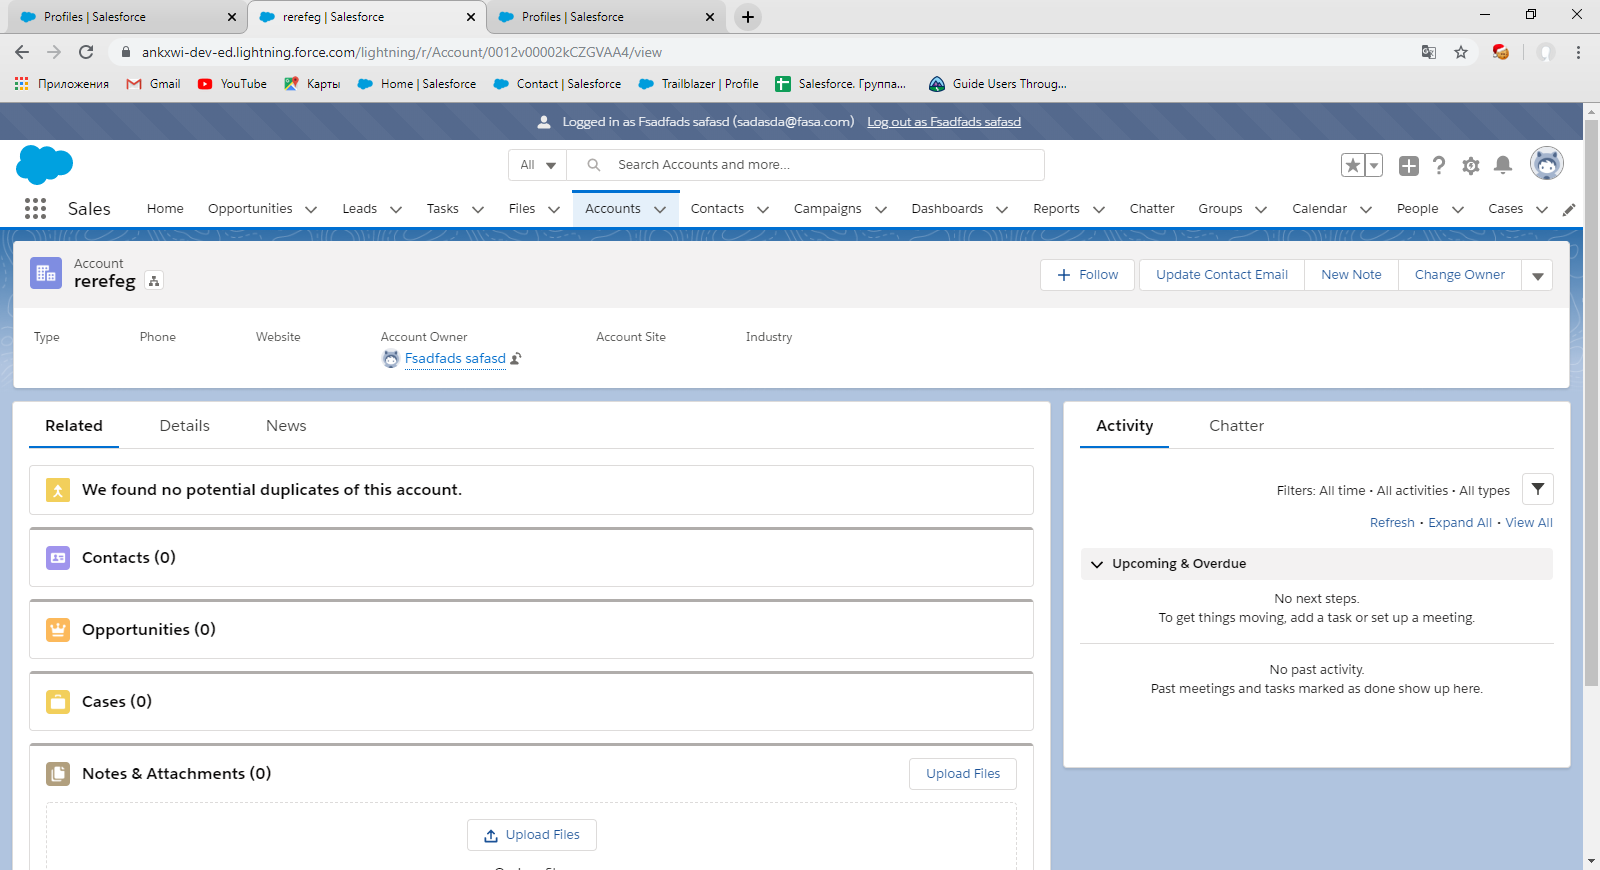 Profiles | Salesforce
rerefeg | Salesforce
Profiles | Salesforce
ankxwi-dev-ed.lightning.force.com/lightning/r/Account/0012v00002kCZGVAA4/view
Приложения Gmail YouTube Карты Home | Salesforce Contact | Salesforce Trailblazer | Profile Salesforce. Группа... Guide Users Throug...
Logged in as Fsadfads safasd (sadasda@fasa.com) Log out as Fsadfads safasd
All Search Accounts and more...
Sales Home Opportunities Leads Tasks Files Accounts Contacts Campaigns Dashboards Reports Chatter Groups Calendar People Cases
Account
rerefeg
Follow Update Contact Email New Note Change Owner
Type Phone Website Account Owner Account Site Industry
Fsadfads safasd
Related Details News
We found no potential duplicates of this account.
Contacts (0)
Opportunities (0)
Cases (0)
Notes & Attachments (0) Upload Files
Upload Files
Activity Chatter
Filters: All time • All activities • All types
Refresh • Expand All • View All
Upcoming & Overdue
No next steps.
To get things moving, add a task or set up a meeting.
No past activity.
Past meetings and tasks marked as done show up here.